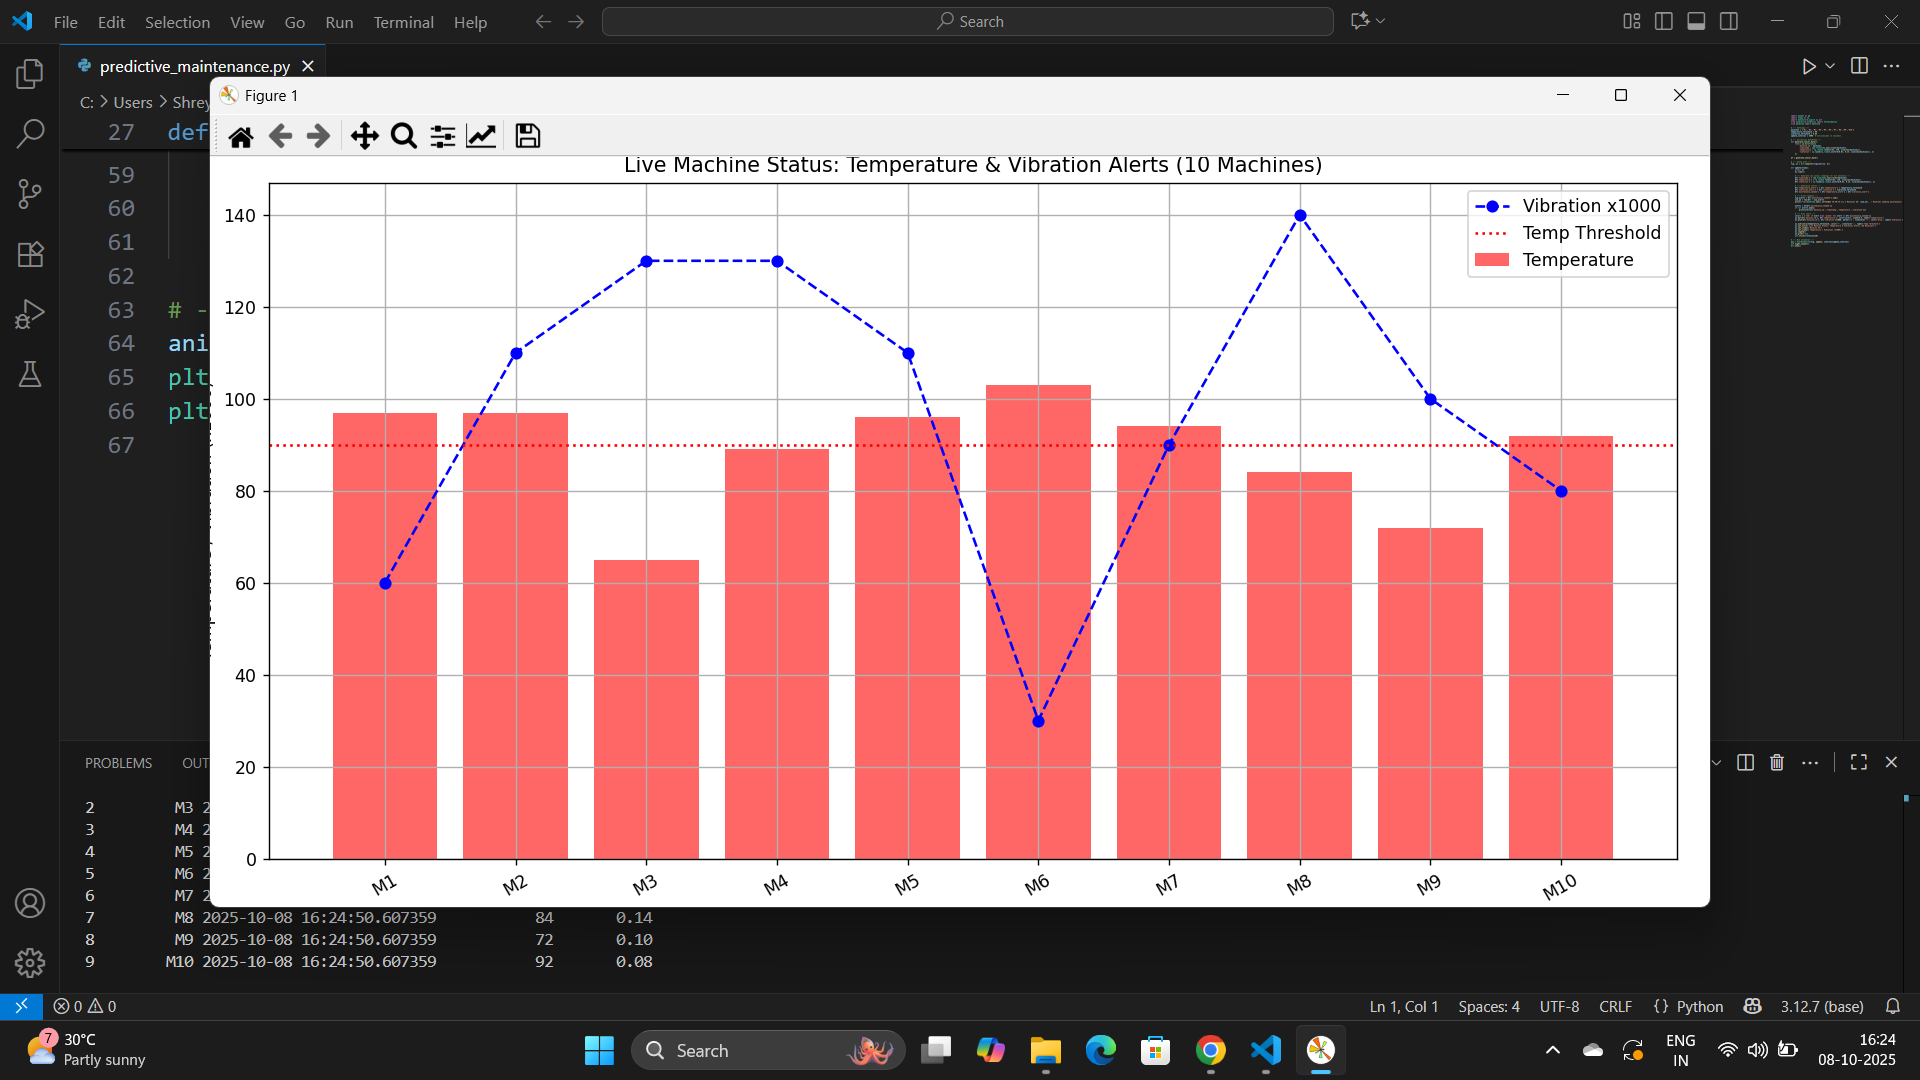 File Edit Selection View Go Run Terminal Help
Search
predictive_maintenance.py
C: > Users > Shrey
Figure 1
27 def
59
60
61
62
63 # -
64 ani
65 plt
66 plt
67
Live Machine Status: Temperature & Vibration Alerts (10 Machines)
Vibration x1000
Temp Threshold
Temperature
140
120
100
80
60
40
20
0
M1 M2 M3 M4 M5 M6 M7 M8 M9 M10
PROBLEMS OUT
2 M3 2
3 M4 2
4 M5 2
5 M6 2
6 M7 2
7 M8 2025-10-08 16:24:50.607359 84 0.14
8 M9 2025-10-08 16:24:50.607359 72 0.10
9 M10 2025-10-08 16:24:50.607359 92 0.08
0 0
Ln 1, Col 1 Spaces: 4 UTF-8 CRLF {} Python 3.12.7 (base)
7
30°C
Partly sunny
Search
ENG
IN
16:24
08-10-2025